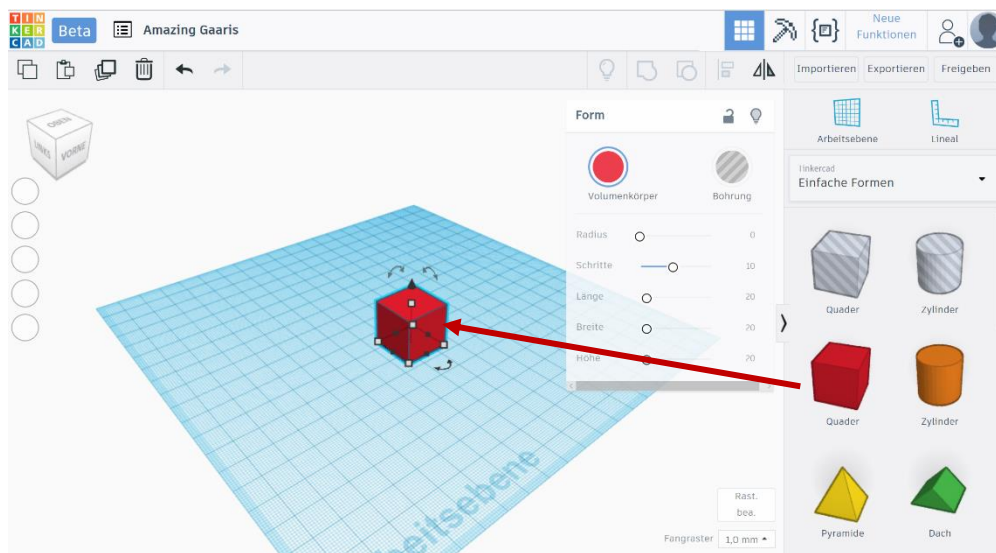 TIN
KER
CAD
Beta
Amazing Gaaris
Neue
Funktionen
Importieren
Exportieren
Freigeben
OBEN
LINKS
VORNE
Form
Volumenkörper
Bohrung
Radius 0
Schritte 10
Länge 20
Breite 20
Höhe 20
Arbeitsebene
Lineal
Tinkercad
Einfache Formen
Quader
Zylinder
Quader
Zylinder
Pyramide
Dach
beitsebene
Rast.
bea.
Fangraster 1,0 mm